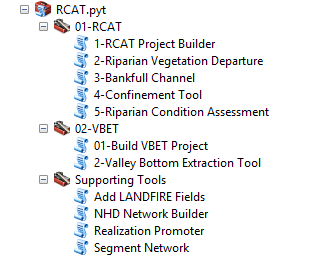 RCAT.pyt
01-RCAT
1-RCAT Project Builder
2-Riparian Vegetation Departure
3-Bankfull Channel
4-Confinement Tool
5-Riparian Condition Assessment
02-VBET
01-Build VBET Project
2-Valley Bottom Extraction Tool
Supporting Tools
Add LANDFIRE Fields
NHD Network Builder
Realization Promoter
Segment Network